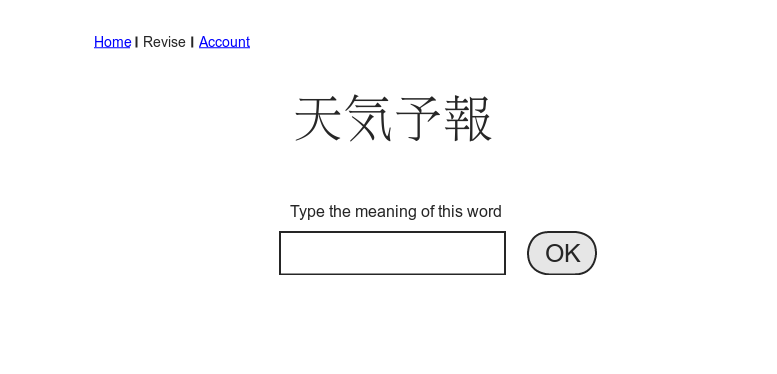 Home I Revise I Account
天気予報
Type the meaning of this word
OK